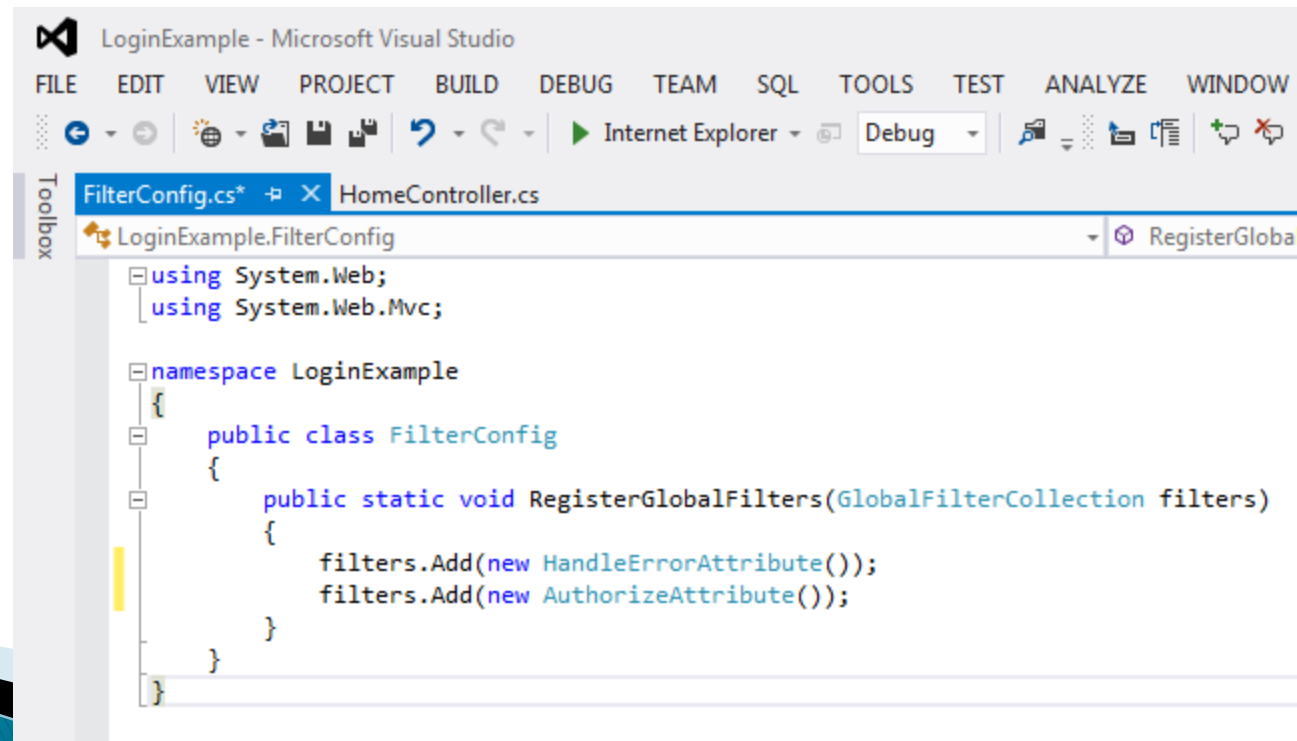 LoginExample - Microsoft Visual Studio
FILE EDIT VIEW PROJECT BUILD DEBUG TEAM SQL TOOLS TEST ANALYZE WINDOW
Internet Explorer Debug
Toolbox
FilterConfig.cs* HomeController.cs
LoginExample.FilterConfig RegisterGloba
using System.Web;
using System.Web.Mvc;
namespace LoginExample
{
public class FilterConfig
{
public static void RegisterGlobalFilters(GlobalFilterCollection filters)
{
filters.Add(new HandleErrorAttribute());
filters.Add(new AuthorizeAttribute());
}
}
}